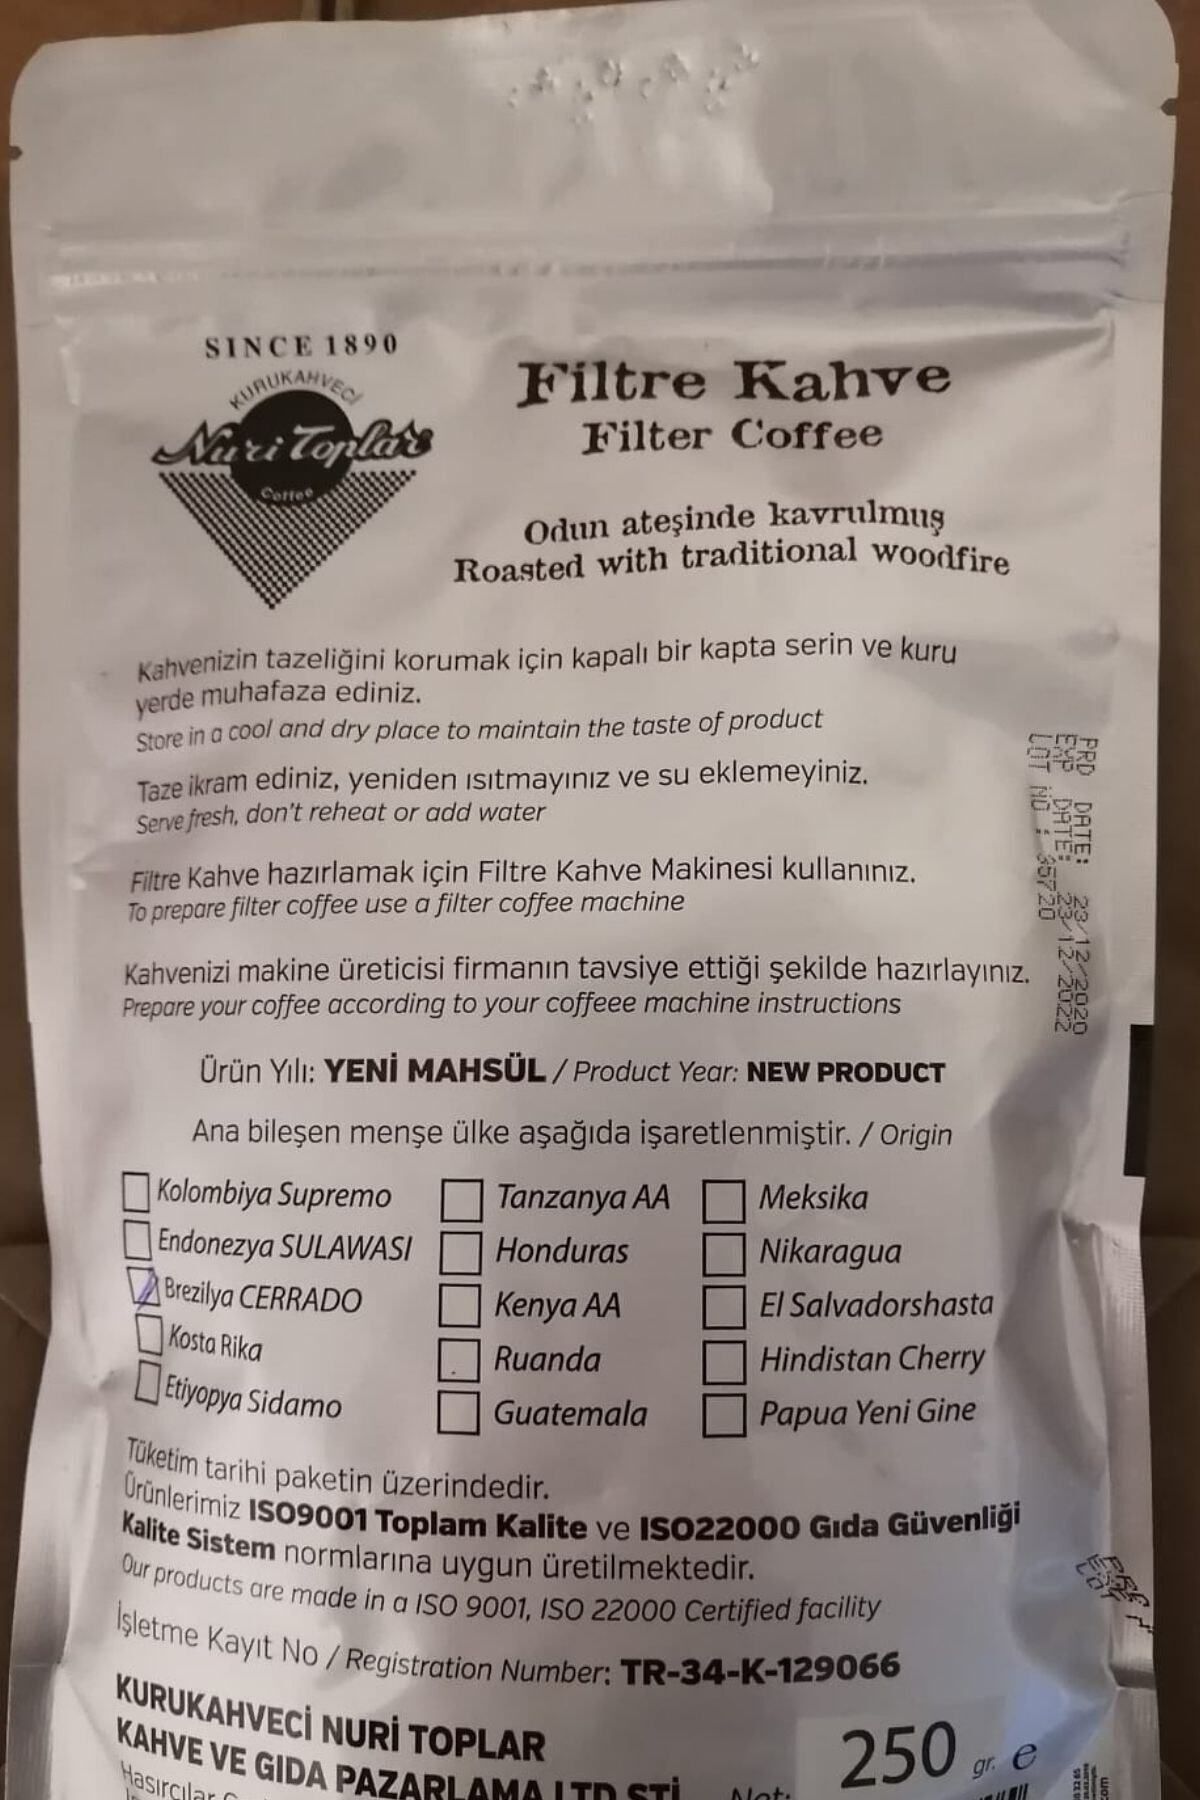 SINCE 1890
KURUKAHVECİ
Nuri Toplar
Coffee
Filtre Kahve
Filter Coffee
Odun ateşinde kavrulmuş
Roasted with traditional woodfire
Kahvenizin tazeliğini korumak için kapalı bir kapta serin ve kuru
yerde muhafaza ediniz.
Store in a cool and dry place to maintain the taste of product
Taze ikram ediniz, yeniden ısıtmayınız ve su eklemeyiniz.
Serve fresh, don't reheat or add water
Filtre Kahve hazırlamak için Filtre Kahve Makinesi kullanınız.
To prepare filter coffee use a filter coffee machine
Kahvenizi makine üreticisi firmanın tavsiye ettiği şekilde hazırlayınız.
Prepare your coffee according to your coffeee machine instructions
PRD DATE: 23/12/2020
EXP DATE: 23/12/2022
LOT NO : 35720
Ürün Yılı: YENİ MAHSÜL / Product Year: NEW PRODUCT
Ana bileşen menşe ülke aşağıda işaretlenmiştir. / Origin
Kolombiya Supremo
Endonezya SULAWASI
Brezilya CERRADO
Kosta Rika
Etiyopya Sidamo
Tanzanya AA
Honduras
Kenya AA
Ruanda
Guatemala
Meksika
Nikaragua
El Salvadorshasta
Hindistan Cherry
Papua Yeni Gine
Tüketim tarihi paketin üzerindedir.
Ürünlerimiz ISO9001 Toplam Kalite ve ISO22000 Gıda Güvenliği
Kalite Sistem normlarına uygun üretilmektedir.
Our products are made in a ISO 9001, ISO 22000 Certified facility
İşletme Kayıt No / Registration Number: TR-34-K-129066
KURUKAHVECİ NURİ TOPLAR
KAHVE VE GIDA PAZARLAMA LTD ŞTİ
Hasırcılar
Net:
250 gr. e